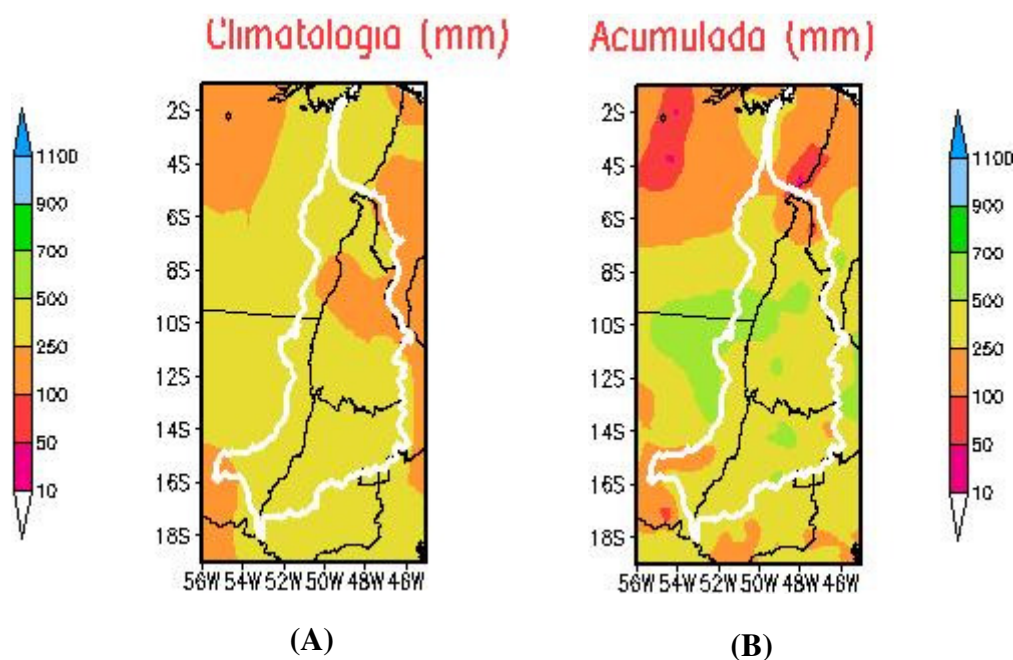 Climatologia (mm)
Acumulada (mm)
1100
900
700
500
250
100
50
10
2S
4S
6S
8S
10S
12S
14S
16S
18S
56W 54W 52W 50W 48W 46W
2S
4S
6S
8S
10S
12S
14S
16S
18S
56W 54W 52W 50W 48W 46W
1100
900
700
500
250
100
50
10
(A)
(B)